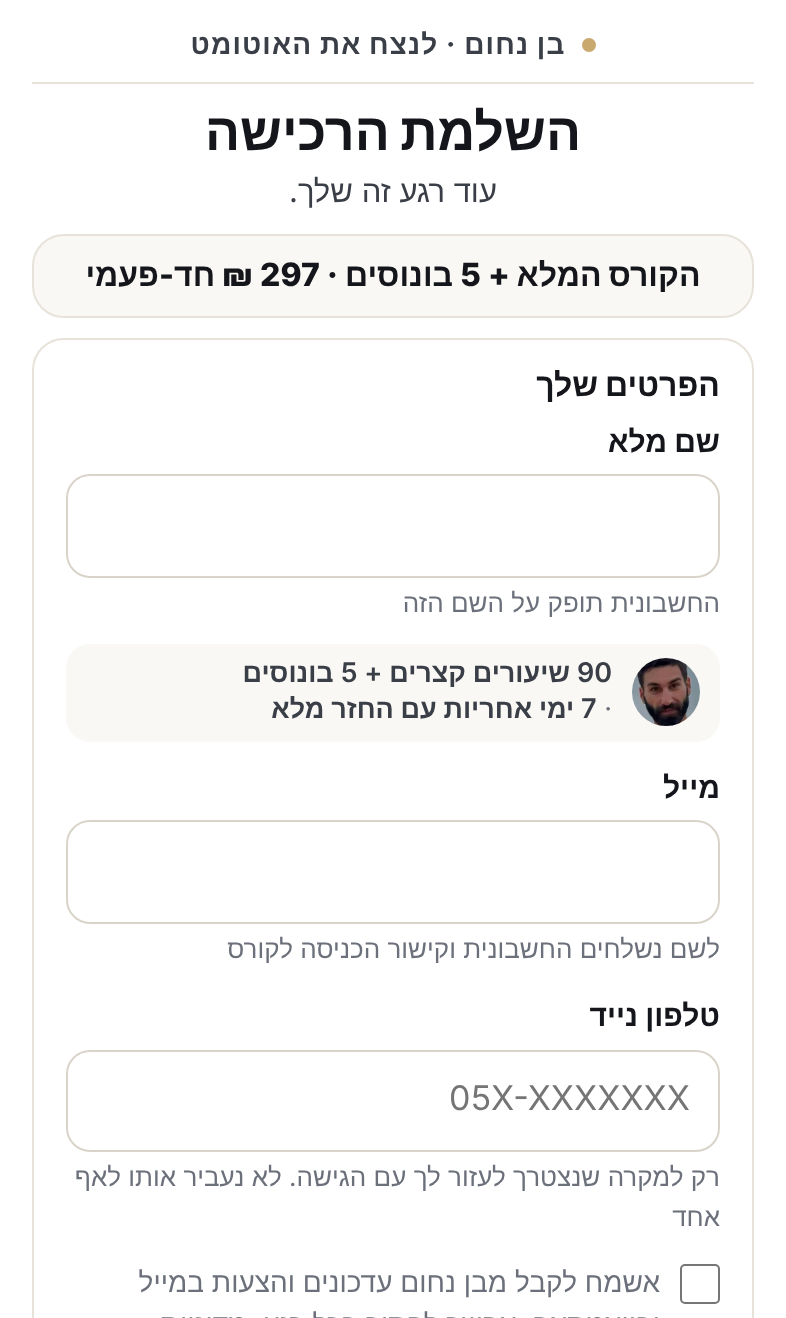 בן נחום · לנצח את האוטומט
השלמת הרכישה
עוד רגע זה שלך.
הקורס המלא + 5 בונוסים · 297 ₪ חד-פעמי
הפרטים שלך
שם מלא
החשבונית תופק על השם הזה
90 שיעורים קצרים + 5 בונוסים
· 7 ימי אחריות עם החזר מלא
מייל
לשם נשלחים החשבונית וקישור הכניסה לקורס
טלפון נייד
05X-XXXXXXX
רק למקרה שנצטרך לעזור לך עם הגישה. לא נעביר אותו לאף
אחד
אשמח לקבל מבן נחום עדכונים והצעות במייל